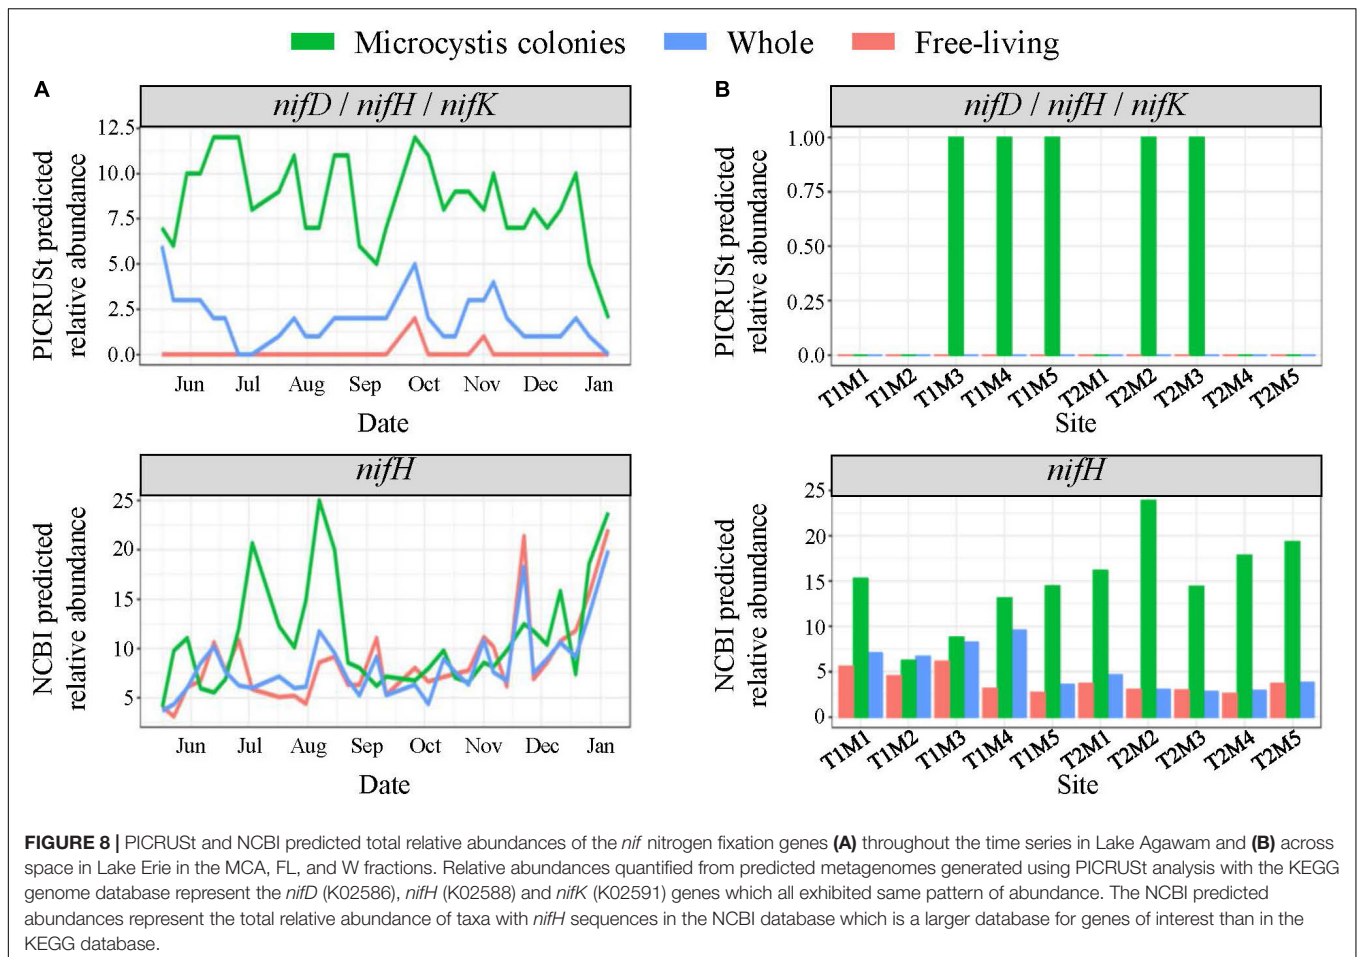 Microcystis colonies Whole Free-living
A
nifD / nifH / nifK
PICRUSt predicted
relative abundance
12.5
10.0
7.5
5.0
2.5
0.0
Jun Jul Aug Sep Oct Nov Dec Jan
Date
B
nifD / nifH / nifK
PICRUSt predicted
relative abundance
1.00
0.75
0.50
0.25
0.0
T1M1 T1M2 T1M3 T1M4 T1M5 T2M1 T2M2 T2M3 T2M4 T2M5
Site
nifH
NCBI predicted
relative abundance
25
20
15
10
5
Jun Jul Aug Sep Oct Nov Dec Jan
Date
nifH
NCBI predicted
relative abundance
25
20
15
10
5
0
T1M1 T1M2 T1M3 T1M4 T1M5 T2M1 T2M2 T2M3 T2M4 T2M5
Site
FIGURE 8 | PICRUSt and NCBI predicted total relative abundances of the nif nitrogen fixation genes (A) throughout the time series in Lake Agawam and (B) across
space in Lake Erie in the MCA, FL, and W fractions. Relative abundances quantified from predicted metagenomes generated using PICRUSt analysis with the KEGG
genome database represent the nifD (K02586), nifH (K02588) and nifK (K02591) genes which all exhibited same pattern of abundance. The NCBI predicted
abundances represent the total relative abundance of taxa with nifH sequences in the NCBI database which is a larger database for genes of interest than in the
KEGG database.